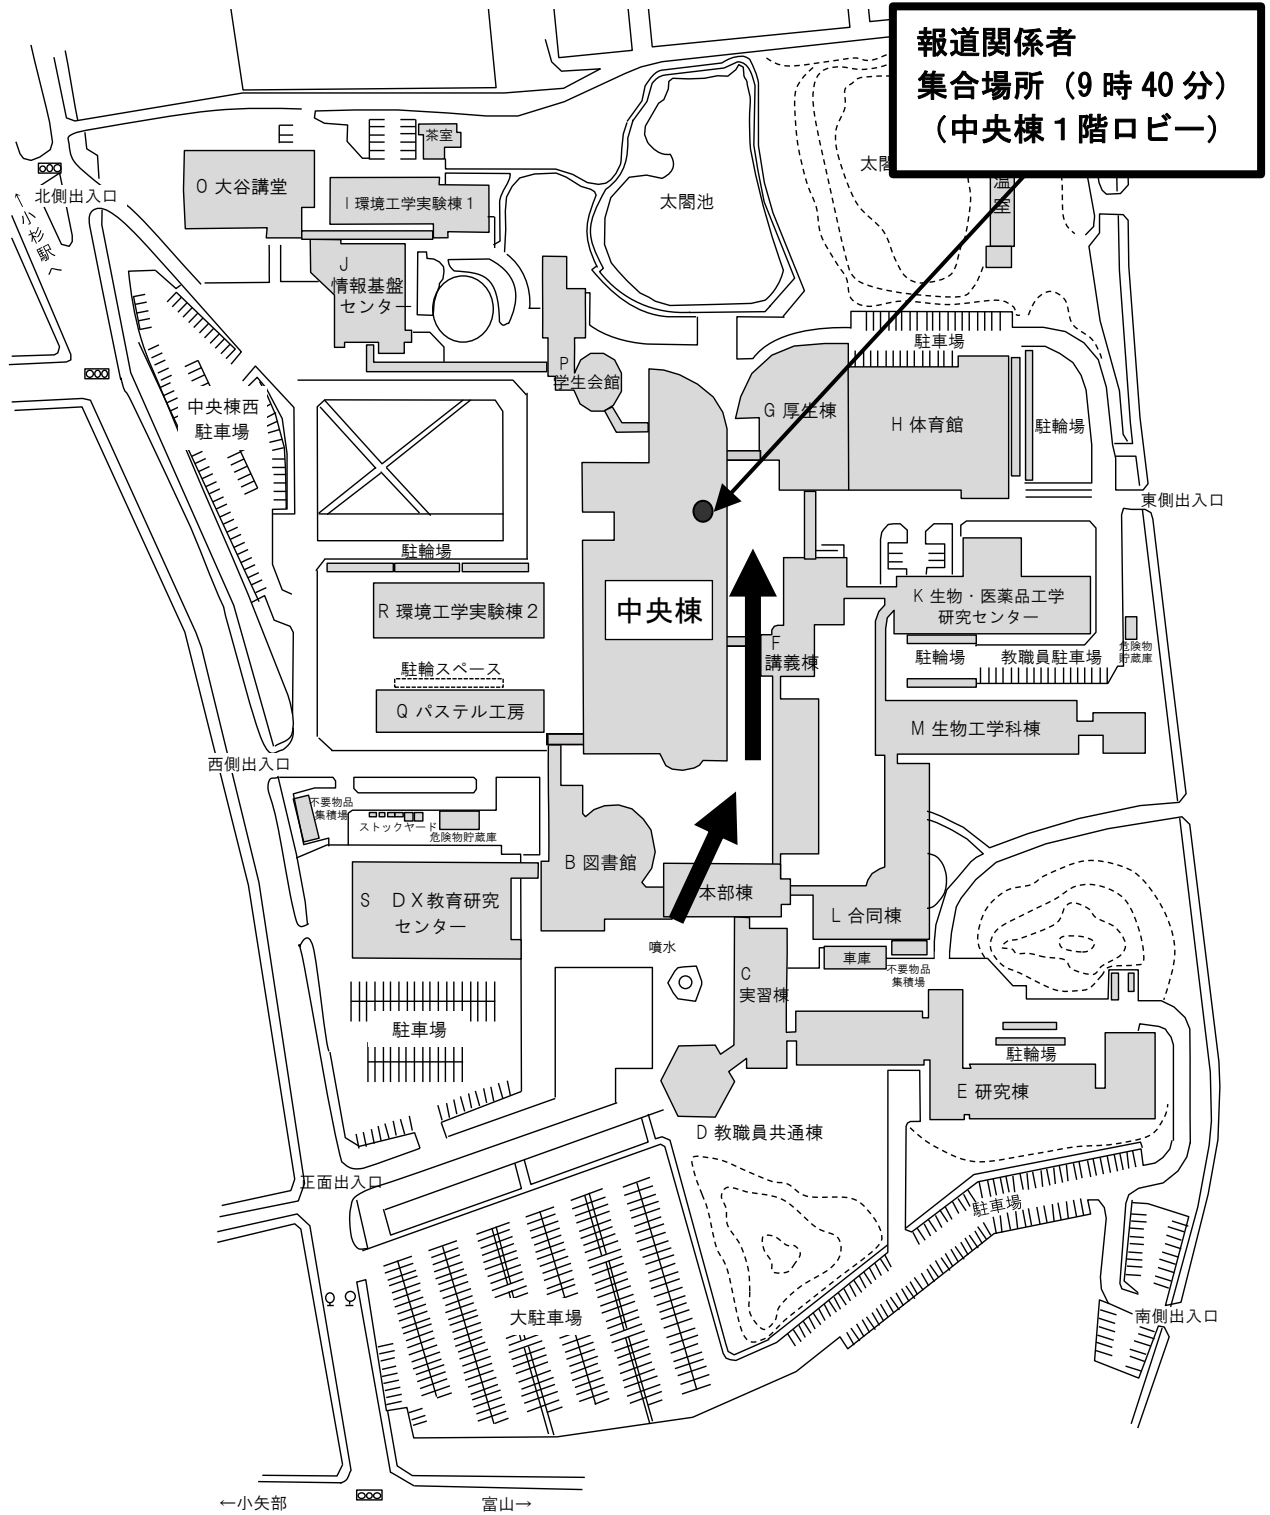 報道関係者
集合場所（9時40分）
（中央棟１階ロビー）
茶室
O 大谷講堂
I 環境工学実験棟1
北側出入口
←小杉駅へ
太閤池
太閤
温室
J
情報基盤
センター
駐車場
P
学生会館
中央棟西
駐車場
G 厚生棟
H 体育館
駐輪場
東側出入口
駐輪場
R 環境工学実験棟2
中央棟
K 生物・医薬品工学
研究センター
F
講義棟
駐輪場
教職員駐車場
危険物
貯蔵庫
駐輪スペース
Q パステル工房
M 生物工学科棟
西側出入口
不要物品
集積場
ストックヤード
危険物貯蔵庫
B 図書館
S DX教育研究
センター
本部棟
L 合同棟
噴水
車庫
不要物品
集積場
C
実習棟
駐車場
駐輪場
E 研究棟
D 教職員共通棟
正面出入口
駐車場
大駐車場
南側出入口
←小矢部
富山→